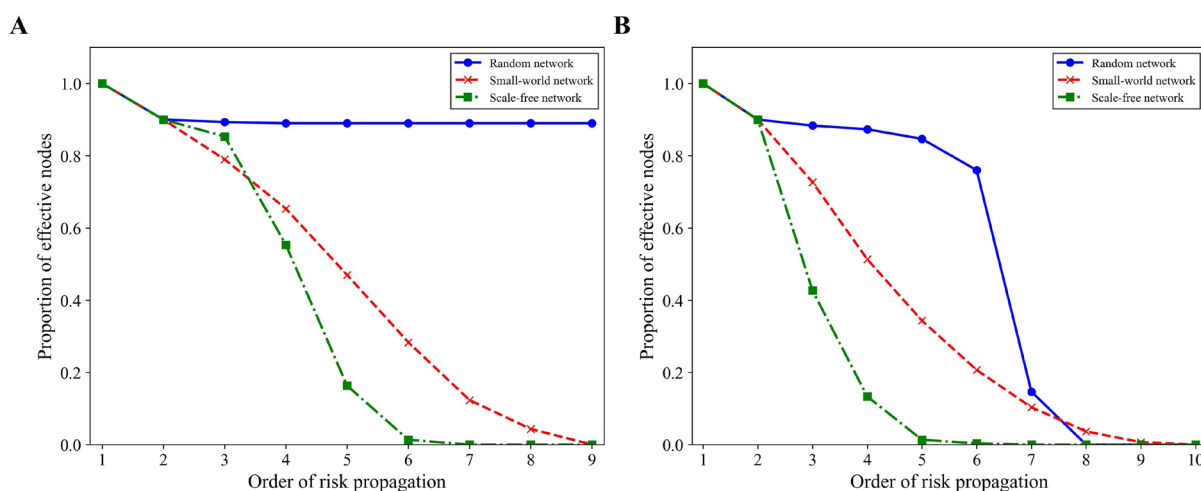 A
Random network
Small-world network
Scale-free network
Proportion of effective nodes
1.0
0.8
0.6
0.4
0.2
0.0
1 2 3 4 5 6 7 8 9
Order of risk propagation
B
Random network
Small-world network
Scale-free network
Proportion of effective nodes
1.0
0.8
0.6
0.4
0.2
0.0
1 2 3 4 5 6 7 8 9 10
Order of risk propagation